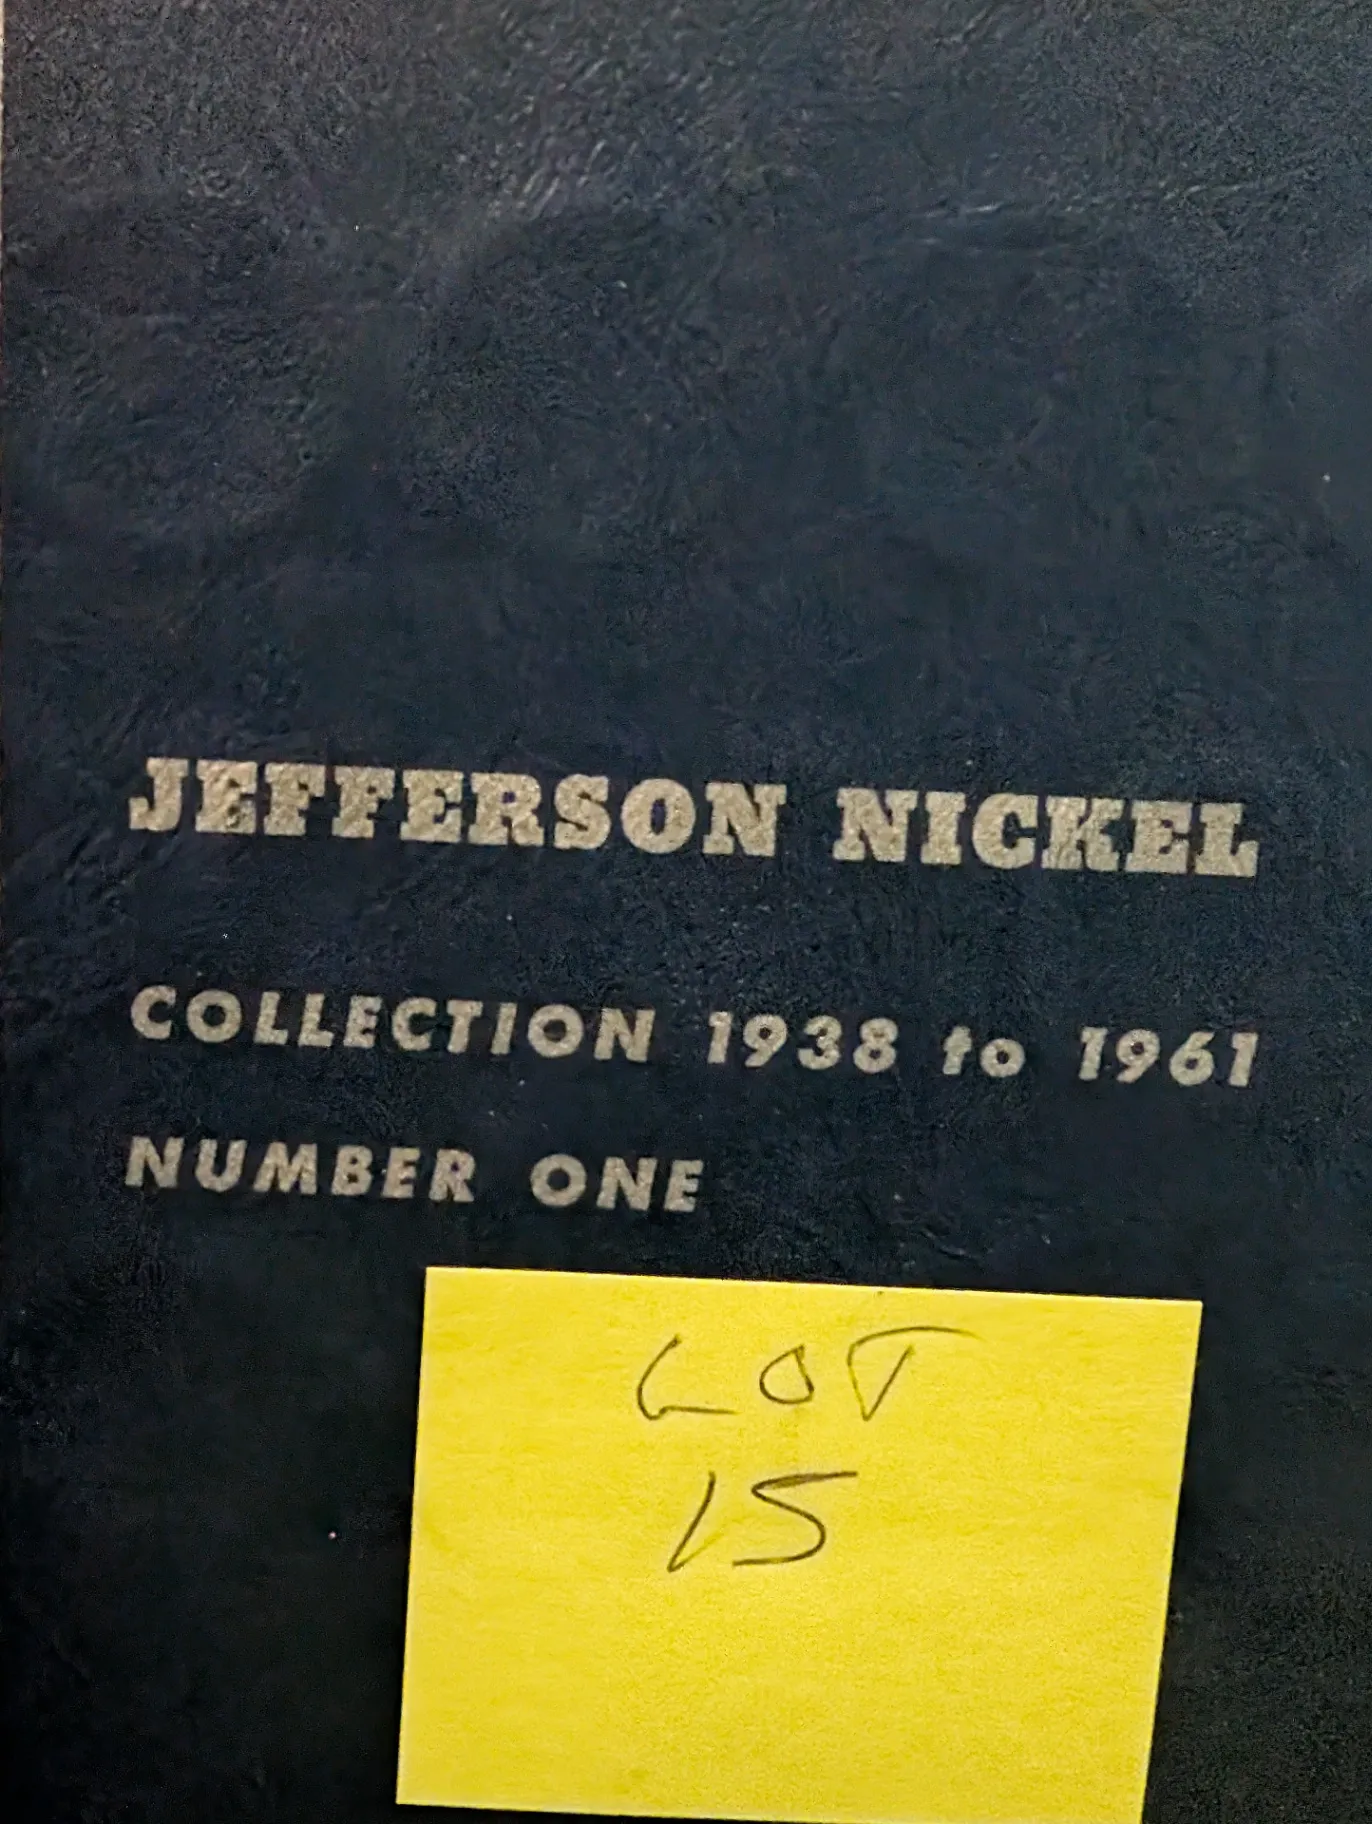 JEFFERSON NICKEL
COLLECTION 1938 to 1961
NUMBER ONE
LOT
15